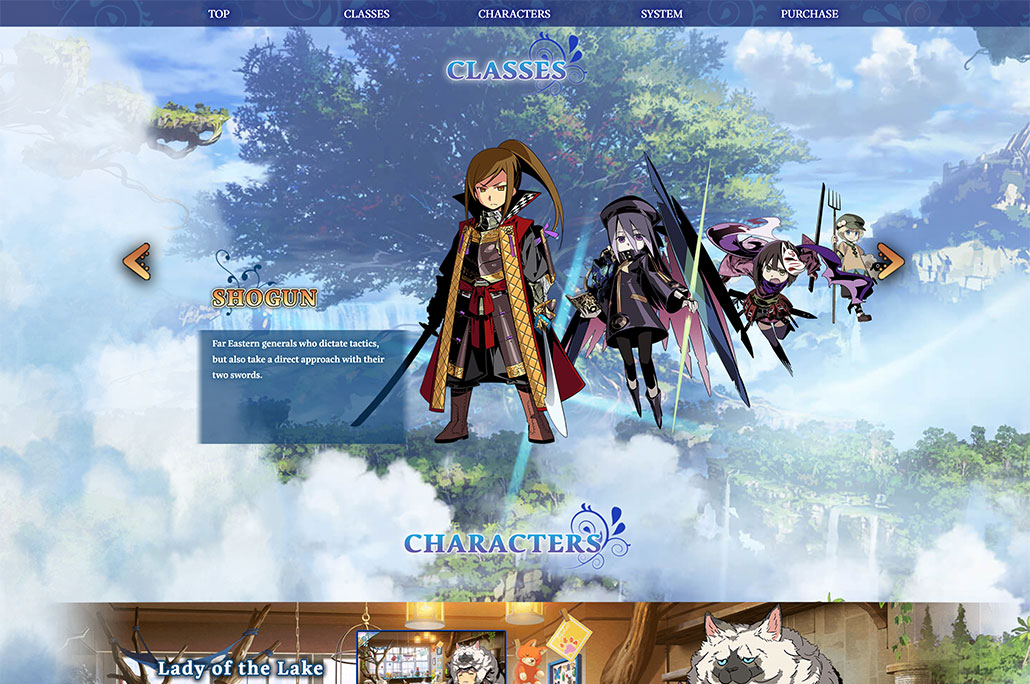 TOP
CLASSES
CHARACTERS
SYSTEM
PURCHASE
CLASSES
SHOGUN
Far Eastern generals who dictate tactics,
but also take a direct approach with their
two swords.
CHARACTERS
Lady of the Lake